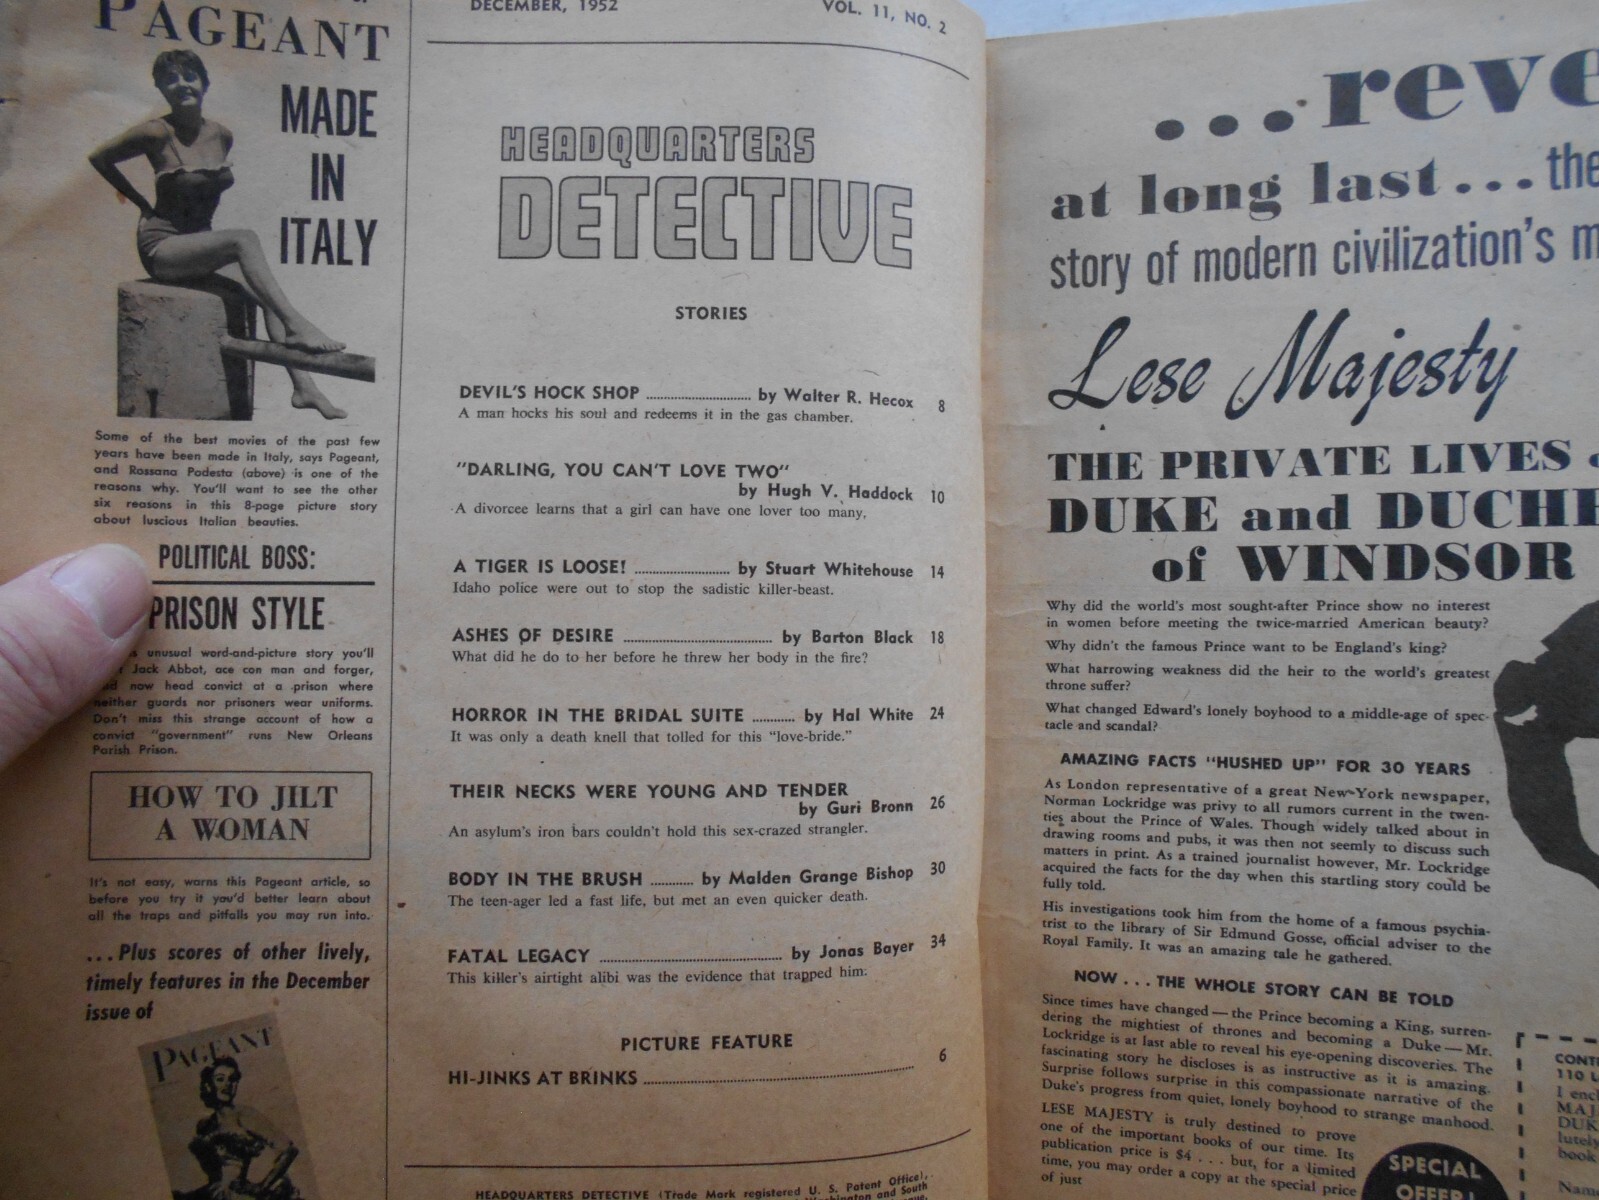 PAGEANT
MADE
IN
ITALY
Some of the best movies of the past few
years have been made in Italy, says Pageant,
and Rossana Podesta (above) is one of the
reasons why. You'll want to see the other
six reasons in this 8-page picture story
about luscious Italian beauties.
POLITICAL BOSS:
PRISON STYLE
unusual word-and-picture story you'll
Jack Abbot, ace con man and forger,
now head convict at a prison where
neither guards nor prisoners wear uniforms.
Don't miss this strange account of how a
convict "government" runs New Orleans
Parish Prison.
HOW TO JILT
A WOMAN
It's not easy, warns this Pageant article, so
before you try it you'd better learn about
all the traps and pitfalls you may run into.
...Plus scores of other lively,
timely features in the December
issue of
PAGEANT
DECEMBER, 1952 VOL. 11, NO. 2
HEADQUARTERS
DETECTIVE
STORIES
DEVIL'S HOCK SHOP .......................... by Walter R. Hecox 8
A man hocks his soul and redeems it in the gas chamber.
"DARLING, YOU CAN'T LOVE TWO"
by Hugh V. Haddock 10
A divorcee learns that a girl can have one lover too many.
A TIGER IS LOOSE! ........................ by Stuart Whitehouse 14
Idaho police were out to stop the sadistic killer-beast.
ASHES OF DESIRE ..................................... by Barton Black 18
What did he do to her before he threw her body in the fire?
HORROR IN THE BRIDAL SUITE ........... by Hal White 24
It was only a death knell that tolled for this "love-bride."
THEIR NECKS WERE YOUNG AND TENDER
by Guri Bronn 26
An asylum's iron bars couldn't hold this sex-crazed strangler.
BODY IN THE BRUSH ........... by Malden Grange Bishop 30
The teen-ager led a fast life, but met an even quicker death.
FATAL LEGACY .............................................. by Jonas Bayer 34
This killer's airtight alibi was the evidence that trapped him.
PICTURE FEATURE
HI-JINKS AT BRINKS .................................................................... 6
HEADQUARTERS DETECTIVE (Trade Mark registered U. S. Patent Office),
and South
...reve
at long last...the
story of modern civilization's m
Lese Majesty
THE PRIVATE LIVES
DUKE and DUCHE
of WINDSOR
Why did the world's most sought-after Prince show no interest
in women before meeting the twice-married American beauty?
Why didn't the famous Prince want to be England's king?
What harrowing weakness did the heir to the world's greatest
throne suffer?
What changed Edward's lonely boyhood to a middle-age of spec-
tacle and scandal?
AMAZING FACTS "HUSHED UP" FOR 30 YEARS
As London representative of a great New York newspaper,
Norman Lockridge was privy to all rumors current in the twen-
ties about the Prince of Wales. Though widely talked about in
drawing rooms and pubs, it was then not seemly to discuss such
matters in print. As a trained journalist however, Mr. Lockridge
acquired the facts for the day when this startling story could be
fully told.
His investigations took him from the home of a famous psychia-
trist to the library of Sir Edmund Gosse, official adviser to the
Royal Family. It was an amazing tale he gathered.
NOW...THE WHOLE STORY CAN BE TOLD
Since times have changed — the Prince becoming a King, surren-
dering the mightiest of thrones and becoming a Duke — Mr.
Lockridge is at last able to reveal his eye-opening discoveries. The
fascinating story he discloses is as instructive as it is amazing.
Surprise follows surprise in this compassionate narrative of the
Duke's progress from quiet, lonely boyhood to strange manhood.
LESE MAJESTY is truly destined to prove
one of the important books of our time. Its
publication price is $4 . . . but, for a limited
time, you may order a copy at the special price
of just
SPECIAL
OFFER!
CONTI
110 L
I encl
MAJ
DUK
lutely
book
Name